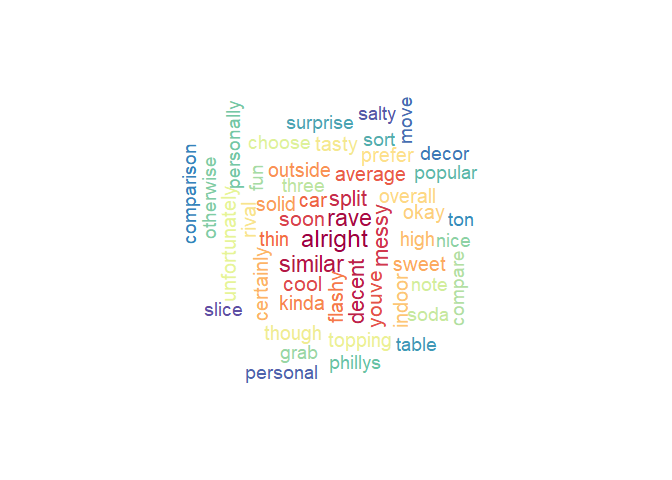 salty
move
surprise
personally
choose
tasty
sort
prefer
decor
comparison
otherwise
fun
outside
average
popular
three
unfortunately
rival
solid
car
split
overall
okay
ton
soon
rave
messy
thin
alright
high
nice
certainly
similar
sweet
compare
cool
flashy
decent
youve
indoor
note
slice
kinda
soda
though
topping
table
grab
phillys
personal